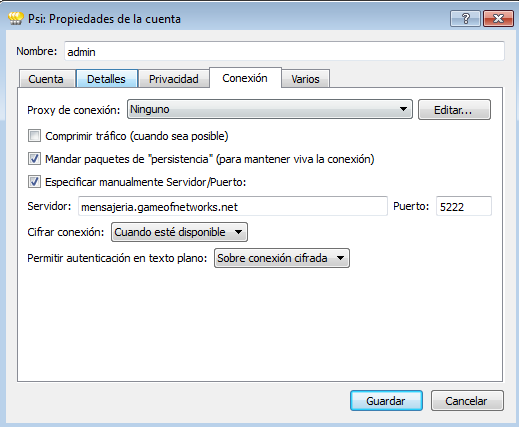 Psi: Propiedades de la cuenta
Nombre: admin
Cuenta Detalles Privacidad Conexión Varios
Proxy de conexión: Ninguno Editar...
Comprimir tráfico (cuando sea posible)
Mandar paquetes de "persistencia" (para mantener viva la conexión)
Especificar manualmente Servidor/Puerto:
Servidor: mensajeria.gameofnetworks.net Puerto: 5222
Cifrar conexión: Cuando esté disponible
Permitir autenticación en texto plano: Sobre conexión cifrada
Guardar Cancelar